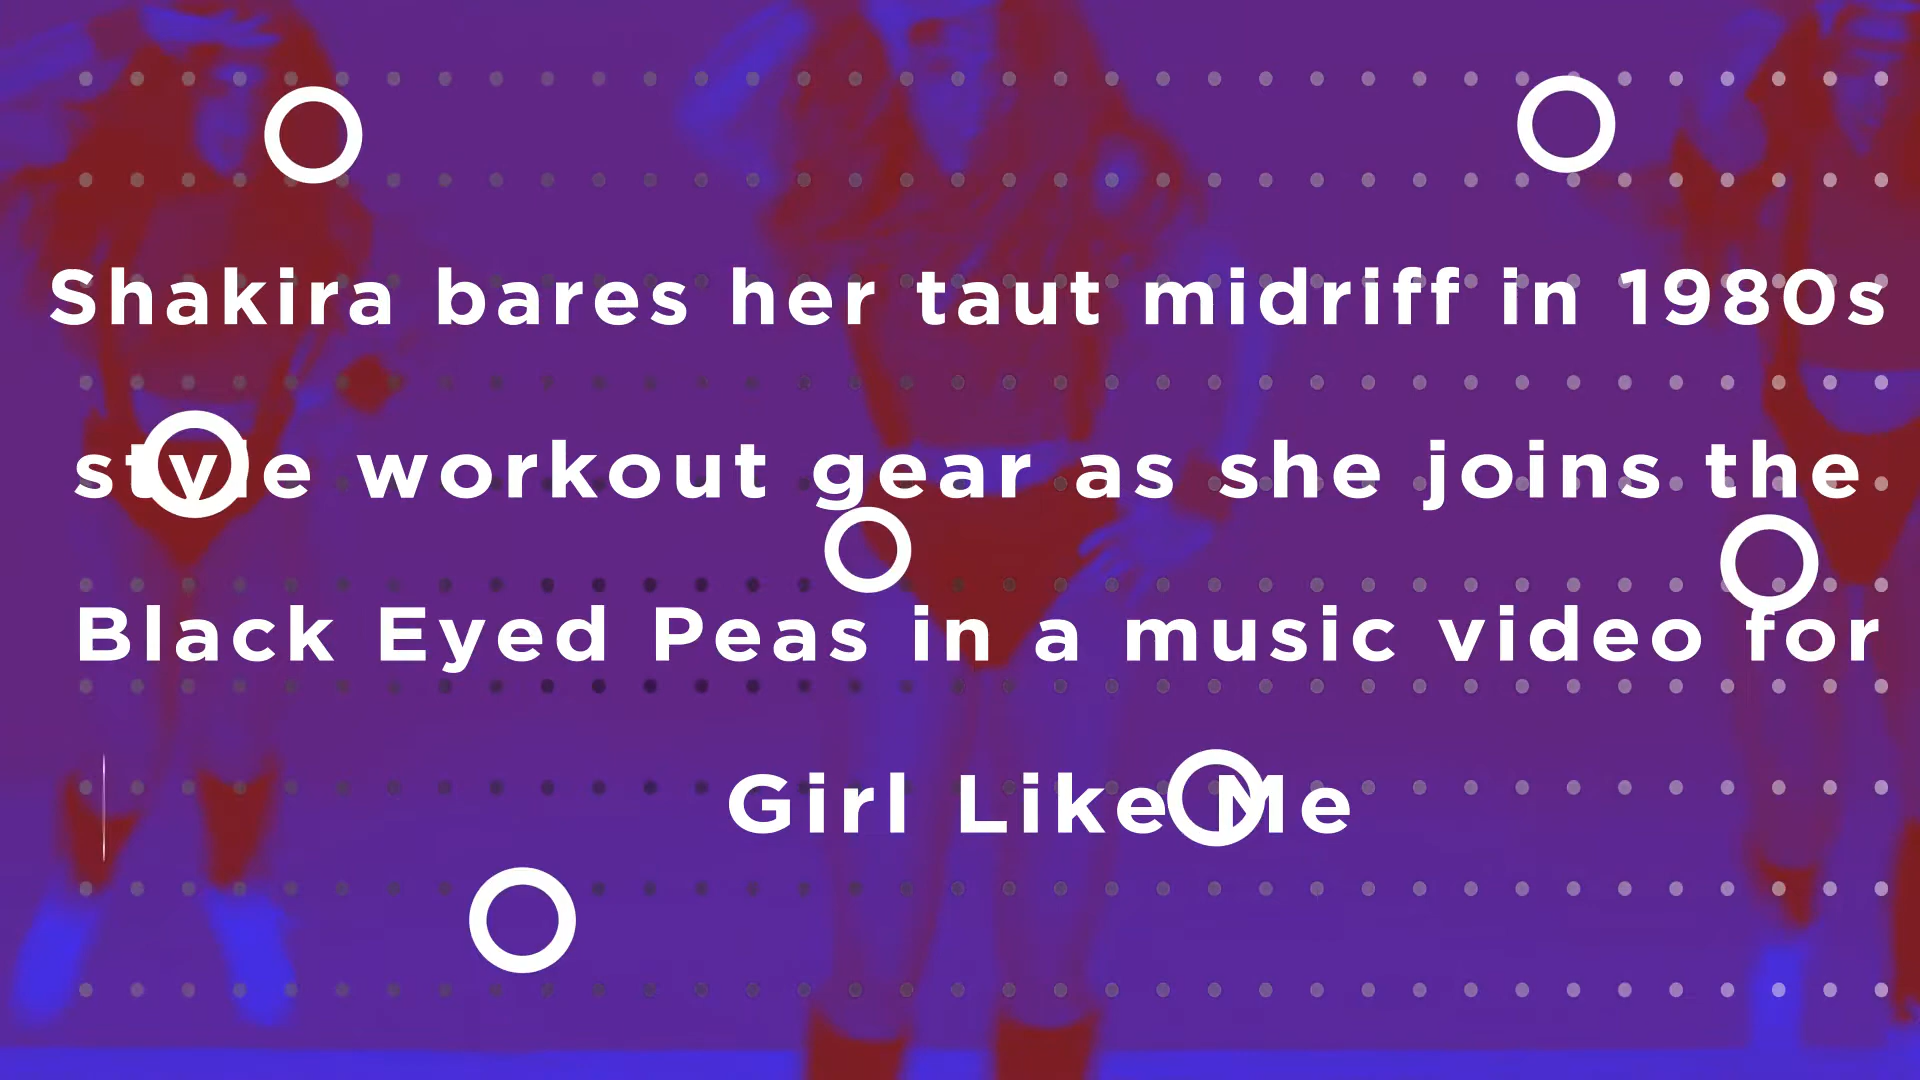 Shakira bares her taut midriff in 1980s
style workout gear as she joins the
Black Eyed Peas in a music video for
Girl Like Me